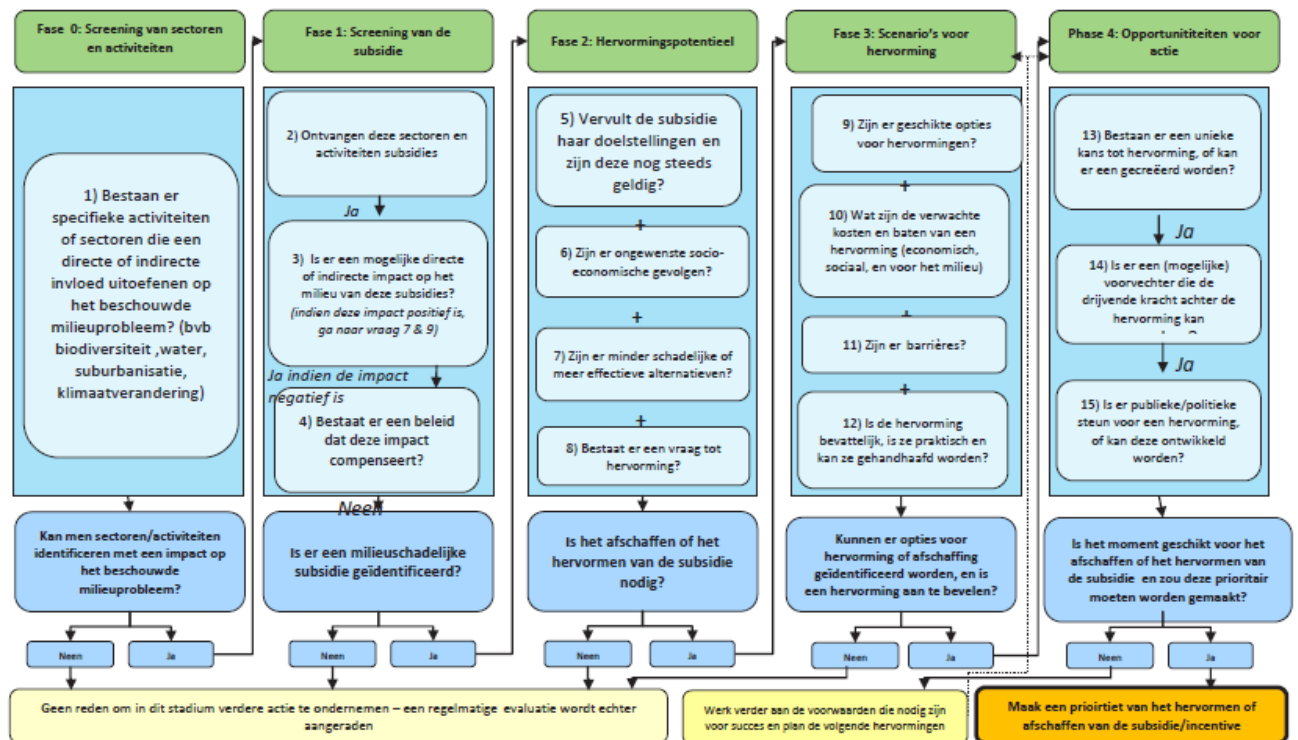 Fase 0: Screening van sectoren
en activiteiten
1) Bestaan er
specifieke activiteiten
of sectoren die een
directe of indirecte
invloed uitoefenen op
het beschouwde
milieuprobleem? (bvb
biodiversiteit ,water,
suburbanisatie,
klimaatverandering)
Kan men sectoren/activiteiten
identificeren met een impact op
het beschouwde
milieuprobleem?
Neen
Ja
Fase 1: Screening van de
subsidie
2) Ontvangen deze sectoren en
activiteiten subsidies
Ja
3) Is er een mogelijke directe
of indirecte impact op het
milieu van deze subsidies?
(indien deze impact positief is,
ga naar vraag 7 & 9)
Ja indien de impact
negatief is
4) Bestaat er een beleid
dat deze impact
compenseert?
Neen
Is er een milieuschadelijke
subsidie geïdentificeerd?
Neen
Ja
Fase 2: Hervormingspotentieel
5) Vervult de subsidie
haar doelstellingen en
zijn deze nog steeds
geldig?
+
6) Zijn er ongewenste socio-
economische gevolgen?
+
7) Zijn er minder schadelijke of
meer effectieve alternatieven?
+
8) Bestaat er een vraag tot
hervorming?
Is het afschaffen of het
hervormen van de subsidie
nodig?
Neen
Ja
Fase 3: Scenario's voor
hervorming
9) Zijn er geschikte opties
voor hervormingen?
+
10) Wat zijn de verwachte
kosten en baten van een
hervorming (economisch,
sociaal, en voor het milieu)
+
11) Zijn er barrières?
+
12) Is de hervorming
bevattelijk, is ze praktisch en
kan ze gehandhaafd worden?
Kunnen er opties voor
hervorming of afschaffing
geïdentificeerd worden, en is
een hervorming aan te bevelen?
Neen
Ja
Phase 4: Opportunititeiten voor
actie
13) Bestaan er een unieke
kans tot hervorming, of kan
er een gecreëerd worden?
Ja
14) Is er een (mogelijke)
voorvechter die de
drijvende kracht achter de
hervorming kan
Ja
15) Is er publieke/politieke
steun voor een hervorming,
of kan deze ontwikkeld
worden?
Is het moment geschikt voor het
afschaffen of het hervormen van
de subsidie en zou deze prioritair
moeten worden gemaakt?
Neen
Ja
Geen reden om in dit stadium verdere actie te ondernemen – een regelmatige evaluatie wordt echter
aangeraden
Werk verder aan de voorwaarden die nodig zijn
voor succes en plan de volgende hervormingen
Maak een priorirtiet van het hervormen of
afschaffen van de subsidie/incentive